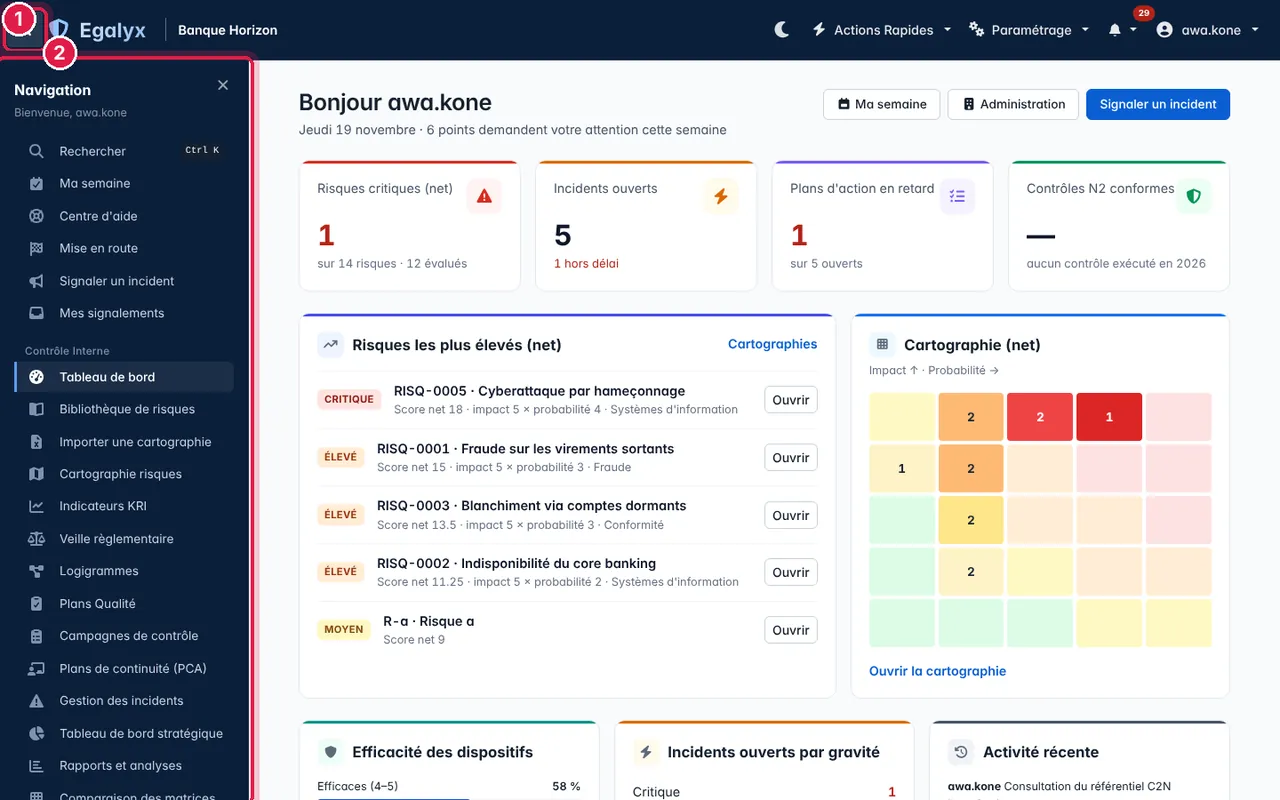 1
2
Egalyx
Banque Horizon
Actions Rapides
Paramétrage
29
awa.kone
Navigation
Bienvenue, awa.kone
Rechercher
Ctrl K
Ma semaine
Centre d'aide
Mise en route
Signaler un incident
Mes signalements
Contrôle Interne
Tableau de bord
Bibliothèque de risques
Importer une cartographie
Cartographie risques
Indicateurs KRI
Veille règlementaire
Logigrammes
Plans Qualité
Campagnes de contrôle
Plans de continuité (PCA)
Gestion des incidents
Tableau de bord stratégique
Rapports et analyses
Comparaison des matrices
Bonjour awa.kone
Jeudi 19 novembre · 6 points demandent votre attention cette semaine
Ma semaine
Administration
Signaler un incident
Risques critiques (net)
1
sur 14 risques · 12 évalués
Incidents ouverts
5
1 hors délai
Plans d'action en retard
1
sur 5 ouverts
Contrôles N2 conformes
—
aucun contrôle exécuté en 2026
Risques les plus élevés (net)
Cartographies
CRITIQUE
RISQ-0005 · Cyberattaque par hameçonnage
Score net 18 · impact 5 × probabilité 4 · Systèmes d'information
Ouvrir
ÉLEVÉ
RISQ-0001 · Fraude sur les virements sortants
Score net 15 · impact 5 × probabilité 3 · Fraude
Ouvrir
ÉLEVÉ
RISQ-0003 · Blanchiment via comptes dormants
Score net 13.5 · impact 5 × probabilité 3 · Conformité
Ouvrir
ÉLEVÉ
RISQ-0002 · Indisponibilité du core banking
Score net 11.25 · impact 5 × probabilité 2 · Systèmes d'information
Ouvrir
MOYEN
R-a · Risque a
Score net 9
Ouvrir
Cartographie (net)
Impact ↑ · Probabilité →
2 2 1
1 2
2
2
Ouvrir la cartographie
Efficacité des dispositifs
Efficaces (4–5) 58 %
Incidents ouverts par gravité
Critique 1
Activité récente
awa.kone Consultation du référentiel C2N